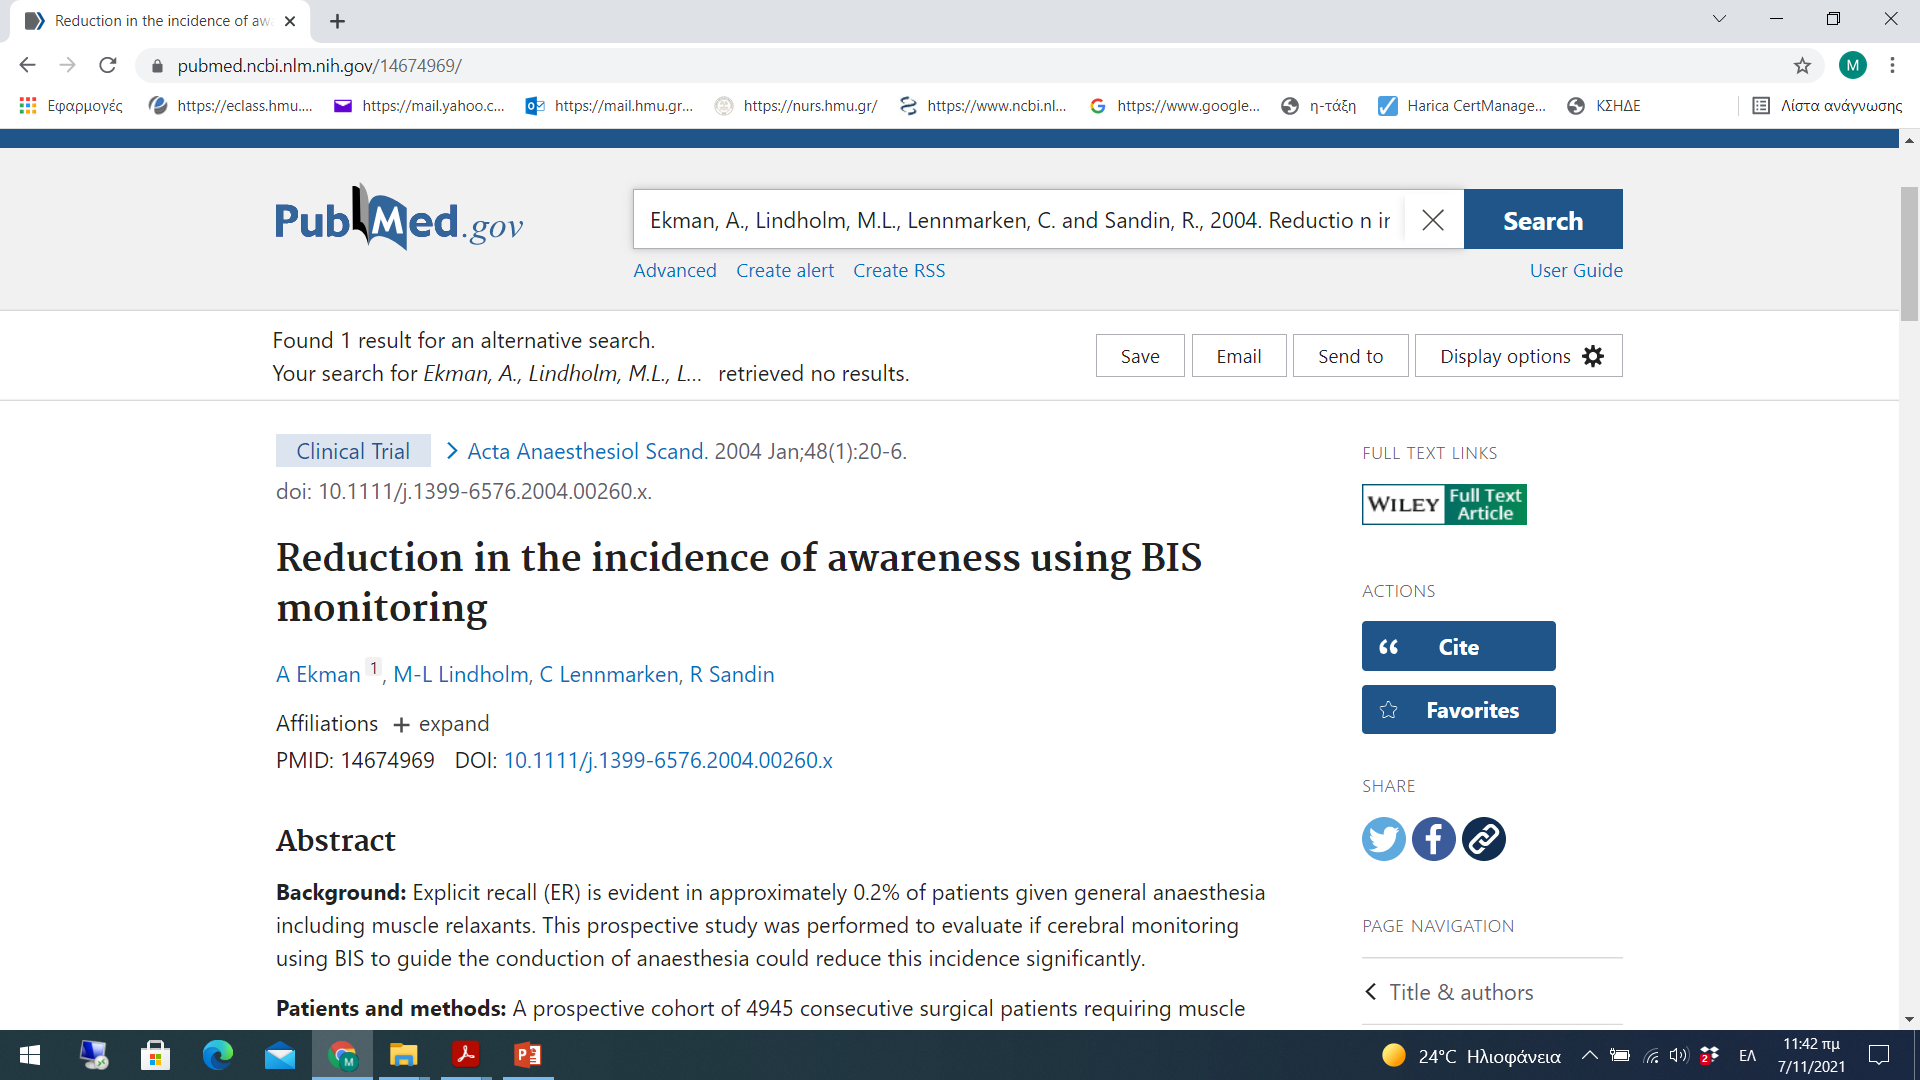 Reduction in the incidence of aw
pubmed.ncbi.nlm.nih.gov/14674969/
M
Εφαρμογές https://eclass.hmu.... https://mail.yahoo.c... https://mail.hmu.gr... https://nurs.hmu.gr/ https://www.ncbi.nl... https://www.google... η-τάξη Harica CertManage... ΚΣΗΔΕ Λίστα ανάγνωσης
PubMed.gov
Ekman, A., Lindholm, M.L., Lennmarken, C. and Sandin, R., 2004. Reductio n in
Search
Advanced Create alert Create RSS User Guide
Found 1 result for an alternative search.
Your search for Ekman, A., Lindholm, M.L., L... retrieved no results.
Save Email Send to Display options
Clinical Trial Acta Anaesthesiol Scand. 2004 Jan;48(1):20-6.
doi: 10.1111/j.1399-6576.2004.00260.x.
Reduction in the incidence of awareness using BIS
monitoring
A Ekman 1, M-L Lindholm, C Lennmarken, R Sandin
Affiliations + expand
PMID: 14674969 DOI: 10.1111/j.1399-6576.2004.00260.x
Abstract
Background: Explicit recall (ER) is evident in approximately 0.2% of patients given general anaesthesia
including muscle relaxants. This prospective study was performed to evaluate if cerebral monitoring
using BIS to guide the conduction of anaesthesia could reduce this incidence significantly.
Patients and methods: A prospective cohort of 4945 consecutive surgical patients requiring muscle
FULL TEXT LINKS
WILEY Full Text
Article
ACTIONS
Cite
Favorites
SHARE
PAGE NAVIGATION
Title & authors
M
24°C Ηλιοφάνεια
2
ΕΛ
11:42 πμ
7/11/2021